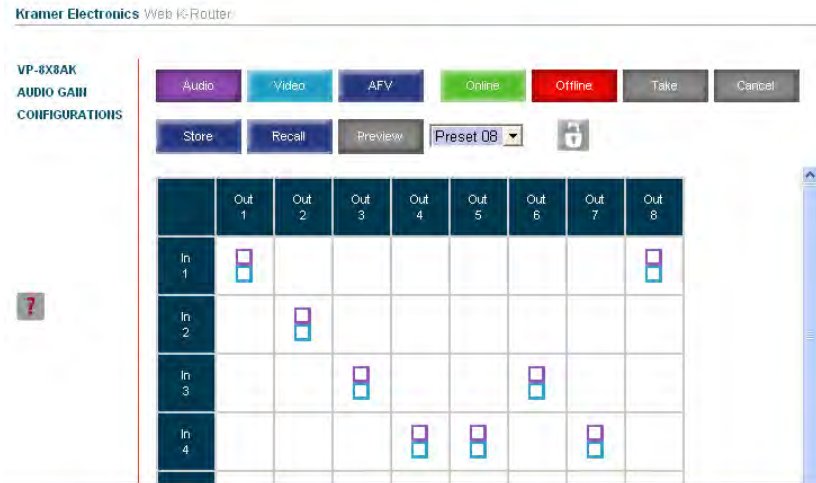 Kramer Electronics Web K-Router
VP-8X8AK
AUDIO GAIN
CONFIGURATIONS
Audio Video AFV Online Offline Take Cancel
Store Recall Preview Preset 08
Out 1 Out 2 Out 3 Out 4 Out 5 Out 6 Out 7 Out 8
In 1
In 2
?
In 3
In 4